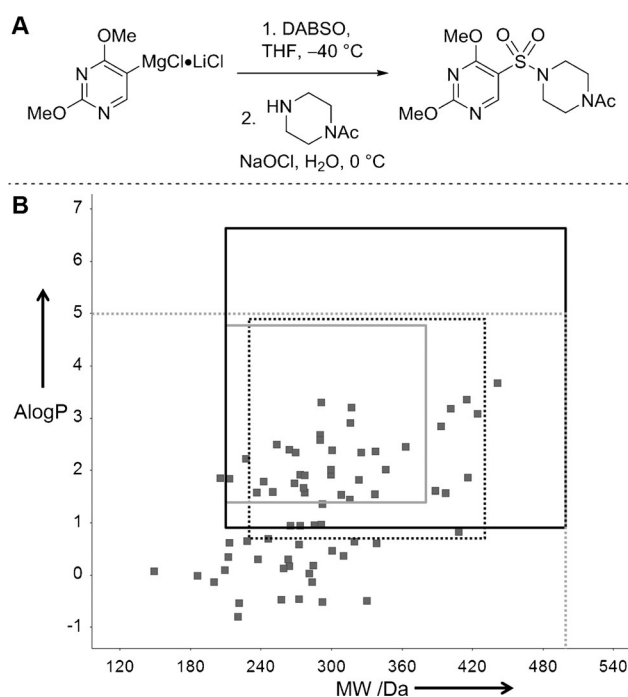 A
OMe
MgCl•LiCl
N
MeO
N
1. DABSO,
THF, –40 °C
2.
HN
NAc
NaOCl, H₂O, 0 °C
MeO
O O
S
N
N
NAc
MeO
N
B
7
6
5
4
AlogP
3
2
1
0
-1
120 180 240 300 360 420 480 540
MW /Da